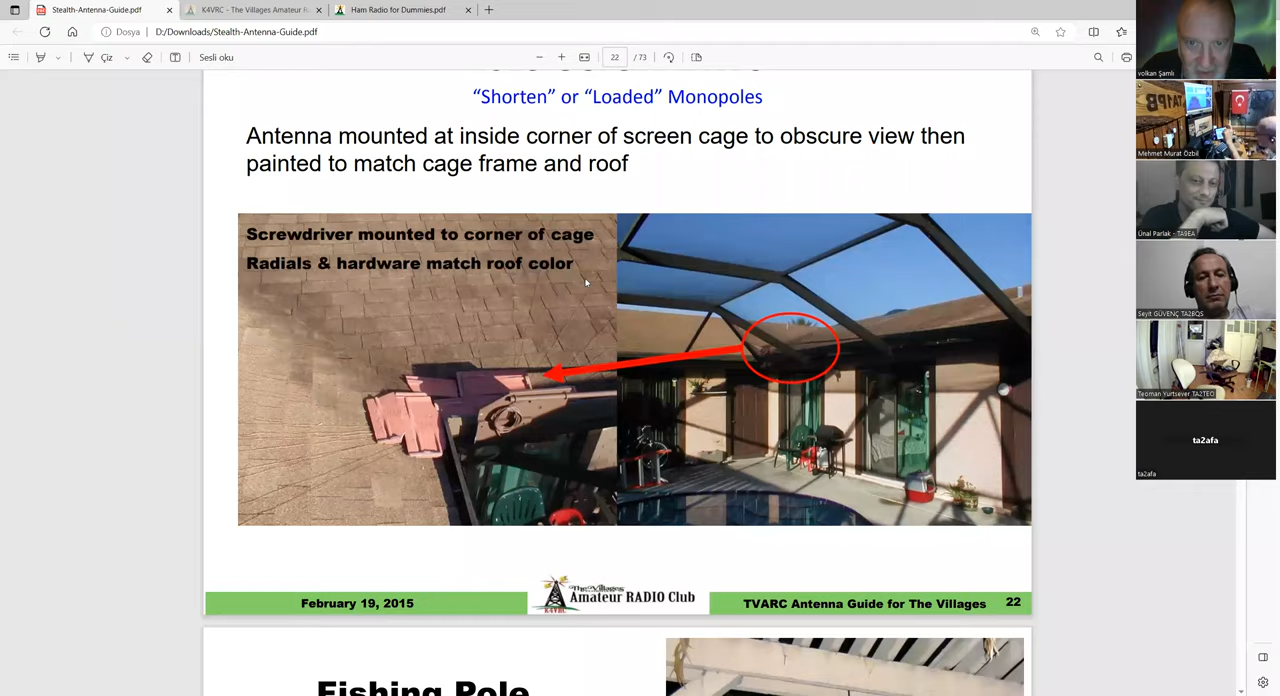 Stealth-Antenna-Guide.pdf
K4VRC - The Villages Amateur R
Ham Radio for Dummies.pdf
Dosya
D:/Downloads/Stealth-Antenna-Guide.pdf
Çiz
Sesli oku
22
/ 73
“Shorten” or “Loaded” Monopoles
Antenna mounted at inside corner of screen cage to obscure view then
painted to match cage frame and roof
Screwdriver mounted to corner of cage
Radials & hardware match roof color
February 19, 2015
The Villages
Amateur RADIO Club
K4VRC
TVARC Antenna Guide for The Villages
22
Fishing Pole
volkan Şamlı
TA1PB
Mehmet Murat Özbil
Ünal Parlak - TA9EA
Seyit GÜVENÇ TA2BQS
Teoman Yurtsever TA2TEO
ta2afa
ta2afa